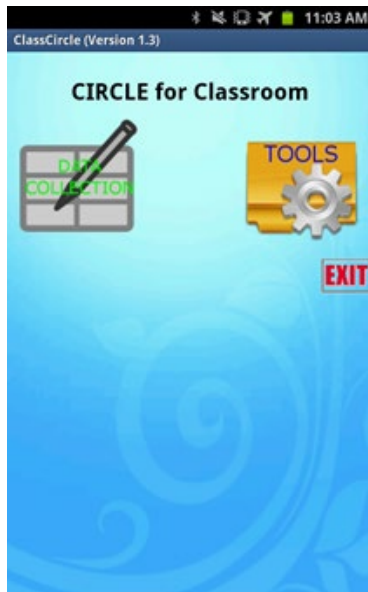 11:03 AM
ClassCircle (Version 1.3)
CIRCLE for Classroom
DATA
COLLECTION
TOOLS
EXIT